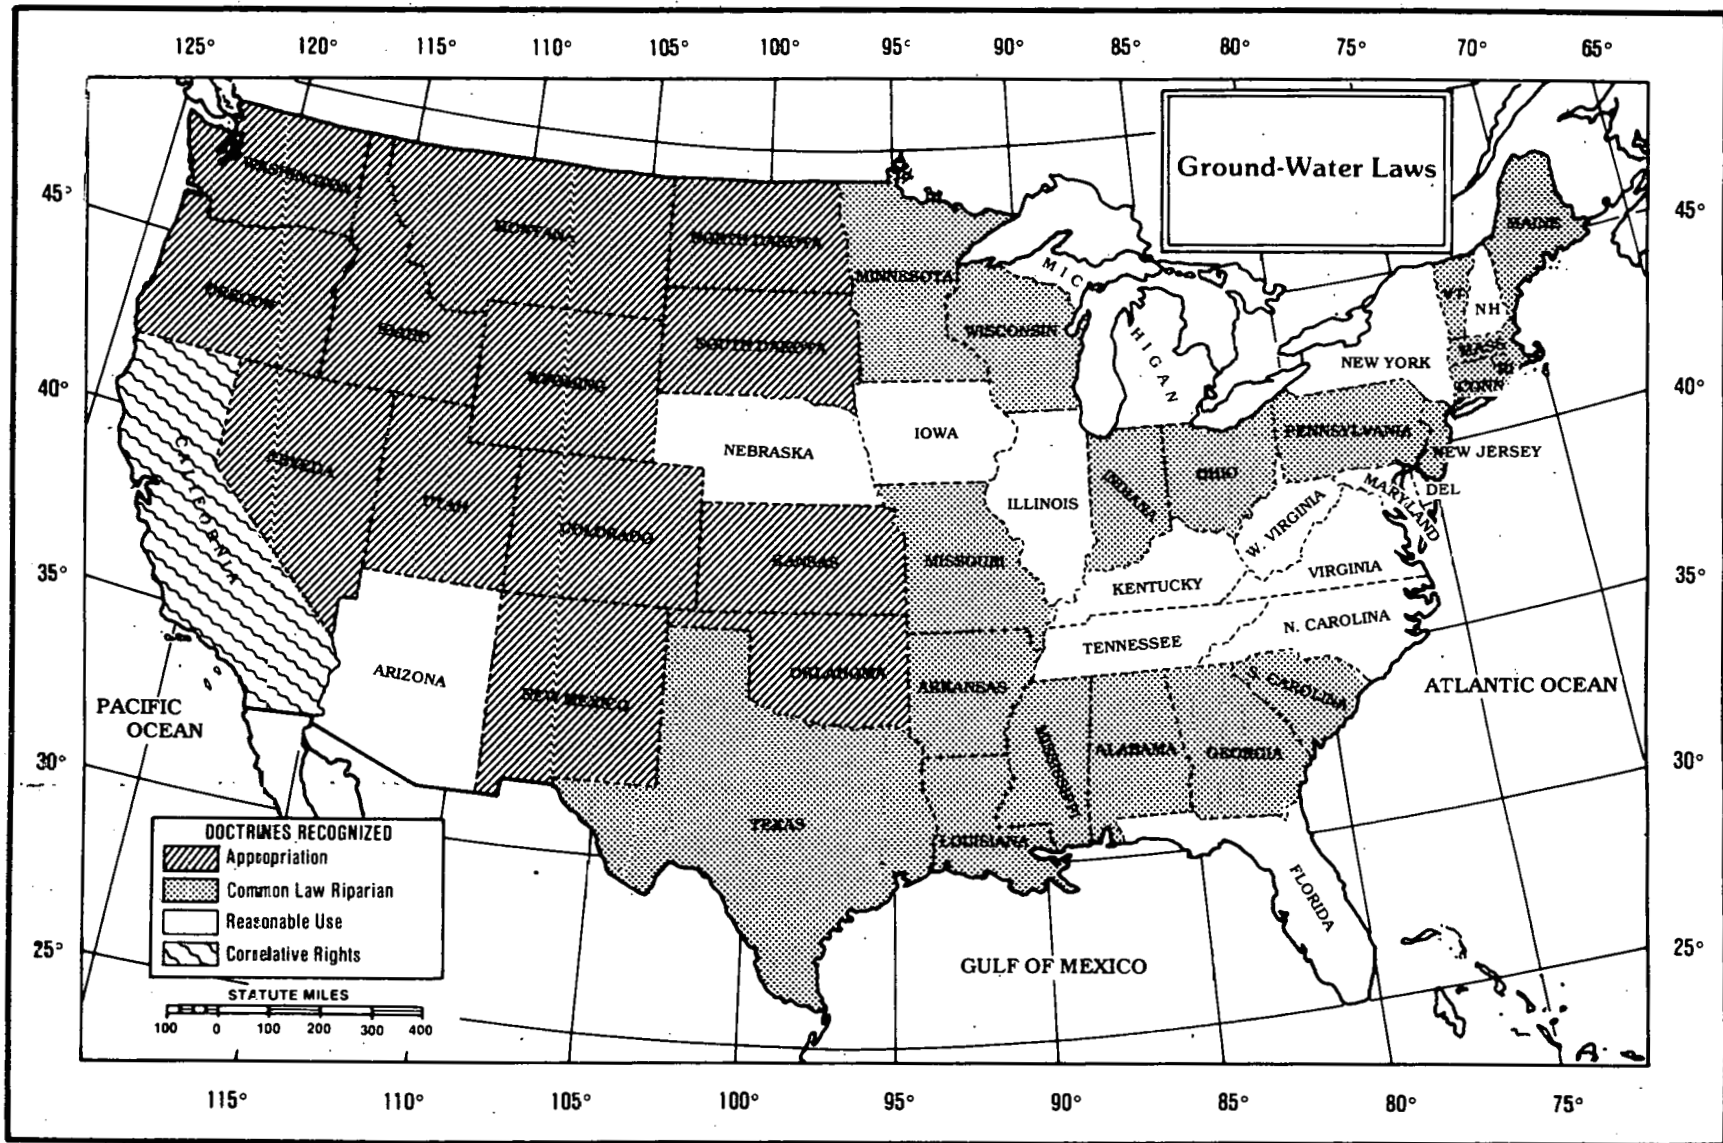 125° 120° 115° 110° 105° 100° 95° 90° 85° 80° 75° 70° 65°
Ground-Water Laws
45°
40°
35°
30°
25°
45°
40°
35°
30°
25°
WASHINGTON
OREGON
IDAHO
MONTANA
NORTH DAKOTA
SOUTH DAKOTA
WYOMING
NEVADA
UTAH
COLORADO
CALIFORNIA
ARIZONA
NEW MEXICO
NEBRASKA
KANSAS
OKLAHOMA
TEXAS
MINNESOTA
IOWA
MISSOURI
ARKANSAS
LOUISIANA
WISCONSIN
ILLINOIS
MICHIGAN
INDIANA
OHIO
KENTUCKY
TENNESSEE
MISSISSIPPI
ALABAMA
GEORGIA
FLORIDA
S. CAROLINA
N. CAROLINA
VIRGINIA
W. VIRGINIA
MARYLAND
DEL
NEW JERSEY
PENNSYLVANIA
NEW YORK
CONN
RI
MASS
VT
NH
MAINE
PACIFIC
OCEAN
ATLANTIC OCEAN
GULF OF MEXICO
DOCTRINES RECOGNIZED
Appropriation
Common Law Riparian
Reasonable Use
Correlative Rights
STATUTE MILES
100 0 100 200 300 400
115° 110° 105° 100° 95° 90° 85° 80° 75°